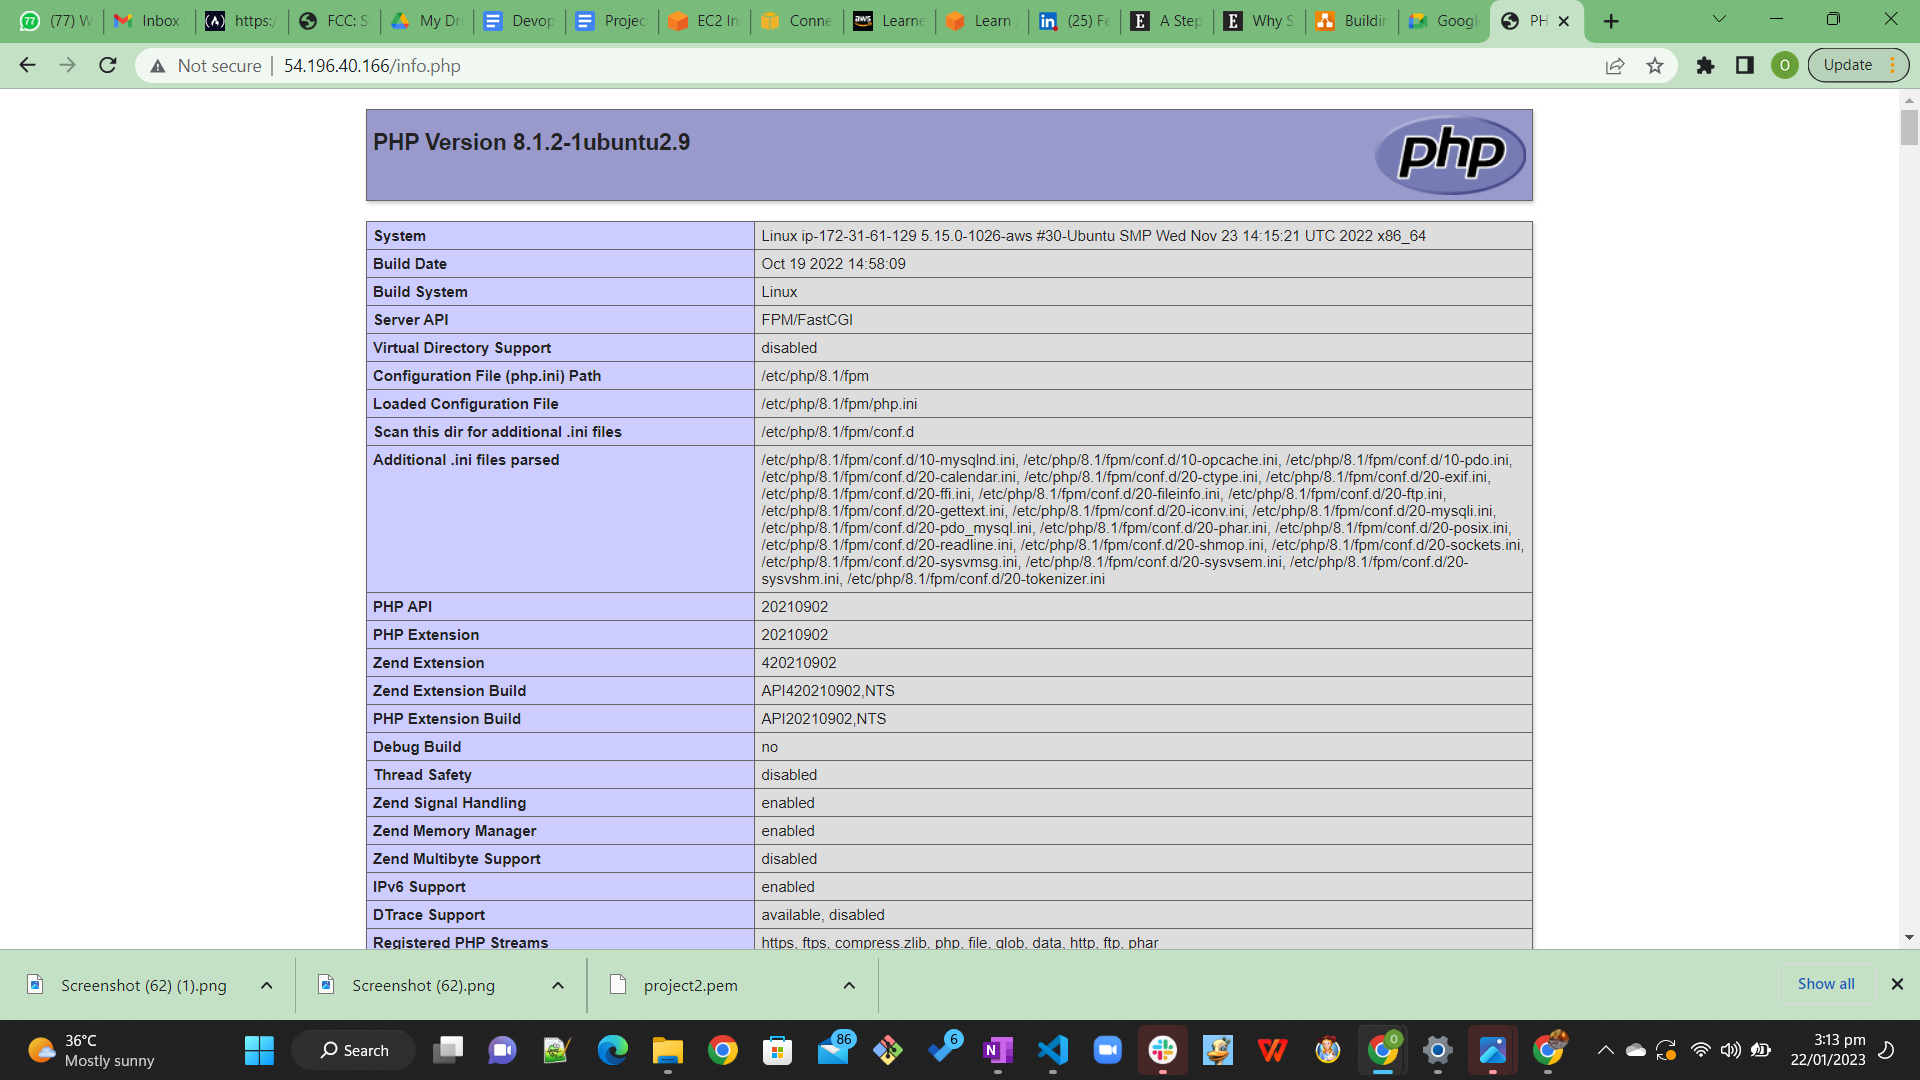 (77) W
Inbox
https:/
FCC: S
My Dr
Devop
Projec
EC2 In
Conne
aws
Learne
Learn
in
(25) Fe
E
A Step
E
Why S
Buildin
Googl
PH
Not secure
54.196.40.166/info.php
O
Update
PHP Version 8.1.2-1ubuntu2.9
php
System
Linux ip-172-31-61-129 5.15.0-1026-aws #30-Ubuntu SMP Wed Nov 23 14:15:21 UTC 2022 x86_64
Build Date
Oct 19 2022 14:58:09
Build System
Linux
Server API
FPM/FastCGI
Virtual Directory Support
disabled
Configuration File (php.ini) Path
/etc/php/8.1/fpm
Loaded Configuration File
/etc/php/8.1/fpm/php.ini
Scan this dir for additional .ini files
/etc/php/8.1/fpm/conf.d
Additional .ini files parsed
/etc/php/8.1/fpm/conf.d/10-mysqlnd.ini, /etc/php/8.1/fpm/conf.d/10-opcache.ini, /etc/php/8.1/fpm/conf.d/10-pdo.ini,
/etc/php/8.1/fpm/conf.d/20-calendar.ini, /etc/php/8.1/fpm/conf.d/20-ctype.ini, /etc/php/8.1/fpm/conf.d/20-exif.ini,
/etc/php/8.1/fpm/conf.d/20-ffi.ini, /etc/php/8.1/fpm/conf.d/20-fileinfo.ini, /etc/php/8.1/fpm/conf.d/20-ftp.ini,
/etc/php/8.1/fpm/conf.d/20-gettext.ini, /etc/php/8.1/fpm/conf.d/20-iconv.ini, /etc/php/8.1/fpm/conf.d/20-mysqli.ini,
/etc/php/8.1/fpm/conf.d/20-pdo_mysql.ini, /etc/php/8.1/fpm/conf.d/20-phar.ini, /etc/php/8.1/fpm/conf.d/20-posix.ini,
/etc/php/8.1/fpm/conf.d/20-readline.ini, /etc/php/8.1/fpm/conf.d/20-shmop.ini, /etc/php/8.1/fpm/conf.d/20-sockets.ini,
/etc/php/8.1/fpm/conf.d/20-sysvmsg.ini, /etc/php/8.1/fpm/conf.d/20-sysvsem.ini, /etc/php/8.1/fpm/conf.d/20-
sysvshm.ini, /etc/php/8.1/fpm/conf.d/20-tokenizer.ini
PHP API
20210902
PHP Extension
20210902
Zend Extension
420210902
Zend Extension Build
API420210902,NTS
PHP Extension Build
API20210902,NTS
Debug Build
no
Thread Safety
disabled
Zend Signal Handling
enabled
Zend Memory Manager
enabled
Zend Multibyte Support
disabled
IPv6 Support
enabled
DTrace Support
available, disabled
Registered PHP Streams
https, ftps, compress.zlib, php, file, glob, data, http, ftp, phar
Screenshot (62) (1).png
Screenshot (62).png
project2.pem
Show all
36°C
Mostly sunny
Search
86
6
N
0
3:13 pm
22/01/2023